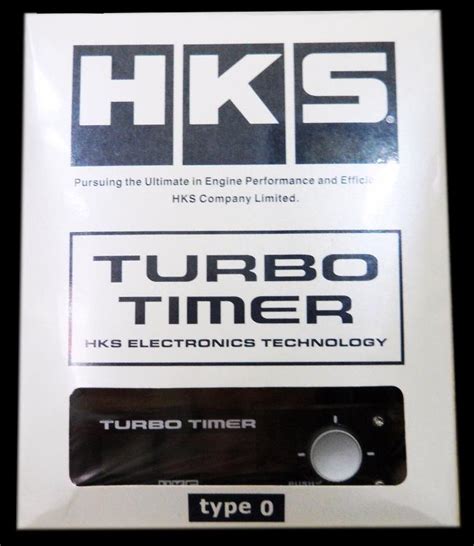 HKS®
Pursuing the Ultimate in Engine Performance and
HKS Company Limited.
TURBO
TIMER
HKS ELECTRONICS TECHNOLOGY
TURBO TIMER
type 0